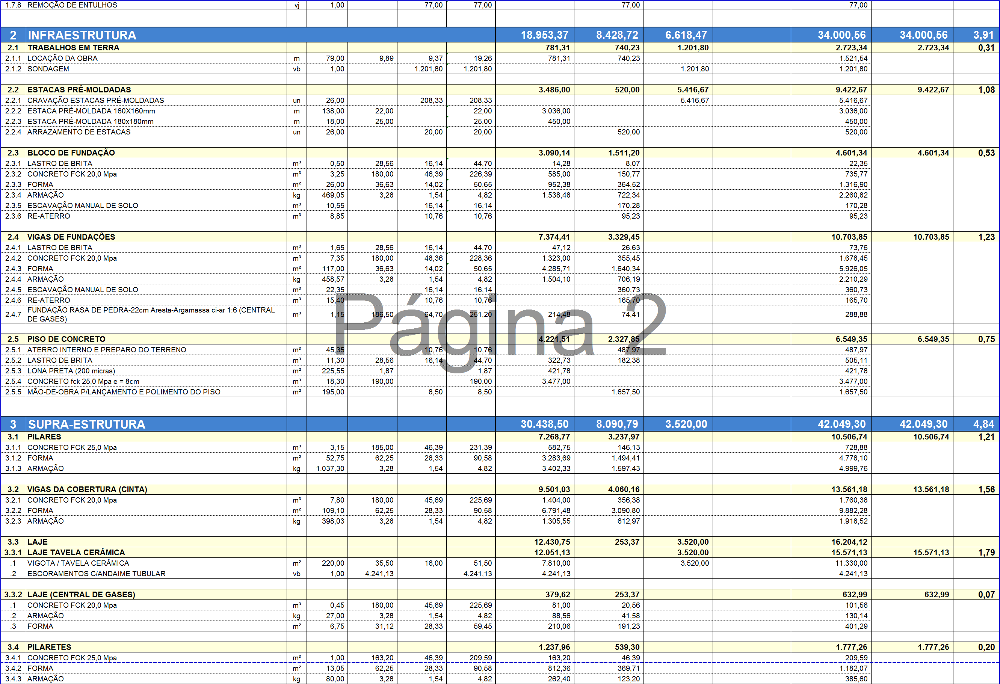 1.7.8 REMOÇÃO DE ENTULHOS vj 1,00 77,00 77,00 77,00 77,00
2 INFRAESTRUTURA 18.953,37 8.428,72 6.618,47 34.000,56 34.000,56 3,91
2.1 TRABALHOS EM TERRA 781,31 740,23 1.201,80 2.723,34 2.723,34 0,31
2.1.1 LOCAÇÃO DA OBRA m 79,00 9,89 9,37 19,26 781,31 740,23 1.521,54
2.1.2 SONDAGEM vb 1,00 1.201,80 1.201,80 1.201,80 1.201,80
2.2 ESTACAS PRÉ-MOLDADAS 3.486,00 520,00 5.416,67 9.422,67 9.422,67 1,08
2.2.1 CRAVAÇÃO ESTACAS PRÉ-MOLDADAS un 26,00 208,33 208,33 5.416,67 5.416,67
2.2.2 ESTACA PRÉ-MOLDADA 160X160mm m 138,00 22,00 22,00 3.036,00 3.036,00
2.2.3 ESTACA PRÉ-MOLDADA 180x180mm m 18,00 25,00 25,00 450,00 450,00
2.2.4 ARRAZAMENTO DE ESTACAS un 26,00 20,00 20,00 520,00 520,00
2.3 BLOCO DE FUNDAÇÃO 3.090,14 1.511,20 4.601,34 4.601,34 0,53
2.3.1 LASTRO DE BRITA m³ 0,50 28,56 16,14 44,70 14,28 8,07 22,35
2.3.2 CONCRETO FCK 20,0 Mpa m³ 3,25 180,00 46,39 226,39 585,00 150,77 735,77
2.3.3 FORMA m² 26,00 36,63 14,02 50,65 952,38 364,52 1.316,90
2.3.4 ARMAÇÃO kg 469,05 3,28 1,54 4,82 1.538,48 722,34 2.260,82
2.3.5 ESCAVAÇÃO MANUAL DE SOLO m³ 10,55 16,14 16,14 170,28 170,28
2.3.6 RE-ATERRO m³ 8,85 10,76 10,76 95,23 95,23
2.4 VIGAS DE FUNDAÇÕES 7.374,41 3.329,45 10.703,85 10.703,85 1,23
2.4.1 LASTRO DE BRITA m³ 1,65 28,56 16,14 44,70 47,12 26,63 73,76
2.4.2 CONCRETO FCK 20,0 Mpa m³ 7,35 180,00 48,36 228,36 1.323,00 355,45 1.678,45
2.4.3 FORMA m² 117,00 36,63 14,02 50,65 4.285,71 1.640,34 5.926,05
2.4.4 ARMAÇÃO kg 458,57 3,28 1,54 4,82 1.504,10 706,19 2.210,29
2.4.5 ESCAVAÇÃO MANUAL DE SOLO m³ 22,35 16,14 16,14 360,73 360,73
2.4.6 RE-ATERRO m³ 15,40 10,76 10,76 165,70 165,70
2.4.7 FUNDAÇÃO RASA DE PEDRA-22cm Aresta-Argamassa ci-ar 1:6 (CENTRAL
DE GASES) m³ 1,15 186,50 64,70 251,20 214,48 74,41 288,88
Página 2
2.5 PISO DE CONCRETO 4.221,51 2.327,85 6.549,35 6.549,35 0,75
2.5.1 ATERRO INTERNO E PREPARO DO TERRENO m³ 45,35 10,76 10,76 487,97 487,97
2.5.2 LASTRO DE BRITA m³ 11,30 28,56 16,14 44,70 322,73 182,38 505,11
2.5.3 LONA PRETA (200 micras) m² 225,55 1,87 1,87 421,78 421,78
2.5.4 CONCRETO fck 25,0 Mpa e = 8cm m³ 18,30 190,00 190,00 3.477,00 3.477,00
2.5.5 MÃO-DE-OBRA P/LANÇAMENTO E POLIMENTO DO PISO m² 195,00 8,50 8,50 1.657,50 1.657,50
3 SUPRA-ESTRUTURA 30.438,50 8.090,79 3.520,00 42.049,30 42.049,30 4,84
3.1 PILARES 7.268,77 3.237,97 10.506,74 10.506,74 1,21
3.1.1 CONCRETO FCK 25,0 Mpa m³ 3,15 185,00 46,39 231,39 582,75 146,13 728,88
3.1.2 FORMA m² 52,75 62,25 28,33 90,58 3.283,69 1.494,41 4.778,10
3.1.3 ARMAÇÃO kg 1.037,30 3,28 1,54 4,82 3.402,33 1.597,43 4.999,76
3.2 VIGAS DA COBERTURA (CINTA) 9.501,03 4.060,16 13.561,18 13.561,18 1,56
3.2.1 CONCRETO FCK 20,0 Mpa m³ 7,80 180,00 45,69 225,69 1.404,00 356,38 1.760,38
3.2.2 FORMA m² 109,10 62,25 28,33 90,58 6.791,48 3.090,80 9.882,28
3.2.3 ARMAÇÃO kg 398,03 3,28 1,54 4,82 1.305,55 612,97 1.918,52
3.3 LAJE 12.430,75 253,37 3.520,00 16.204,12
3.3.1 LAJE TAVELA CERÂMICA 12.051,13 3.520,00 15.571,13 15.571,13 1,79
.1 VIGOTA / TAVELA CERÂMICA m² 220,00 35,50 16,00 51,50 7.810,00 3.520,00 11.330,00
.2 ESCORAMENTOS C/ANDAIME TUBULAR vb 1,00 4.241,13 4.241,13 4.241,13 4.241,13
3.3.2 LAJE (CENTRAL DE GASES) 379,62 253,37 632,99 632,99 0,07
.1 CONCRETO FCK 20,0 Mpa m³ 0,45 180,00 45,69 225,69 81,00 20,56 101,56
.2 ARMAÇÃO kg 27,00 3,28 1,54 4,82 88,56 41,58 130,14
.3 FORMA m² 6,75 31,12 28,33 59,45 210,06 191,23 401,29
3.4 PILARETES 1.237,96 539,30 1.777,26 1.777,26 0,20
3.4.1 CONCRETO FCK 25,0 Mpa m³ 1,00 163,20 46,39 209,59 163,20 46,39 209,59
3.4.2 FORMA m² 13,05 62,25 28,33 90,58 812,36 369,71 1.182,07
3.4.3 ARMAÇÃO kg 80,00 3,28 1,54 4,82 262,40 123,20 385,60